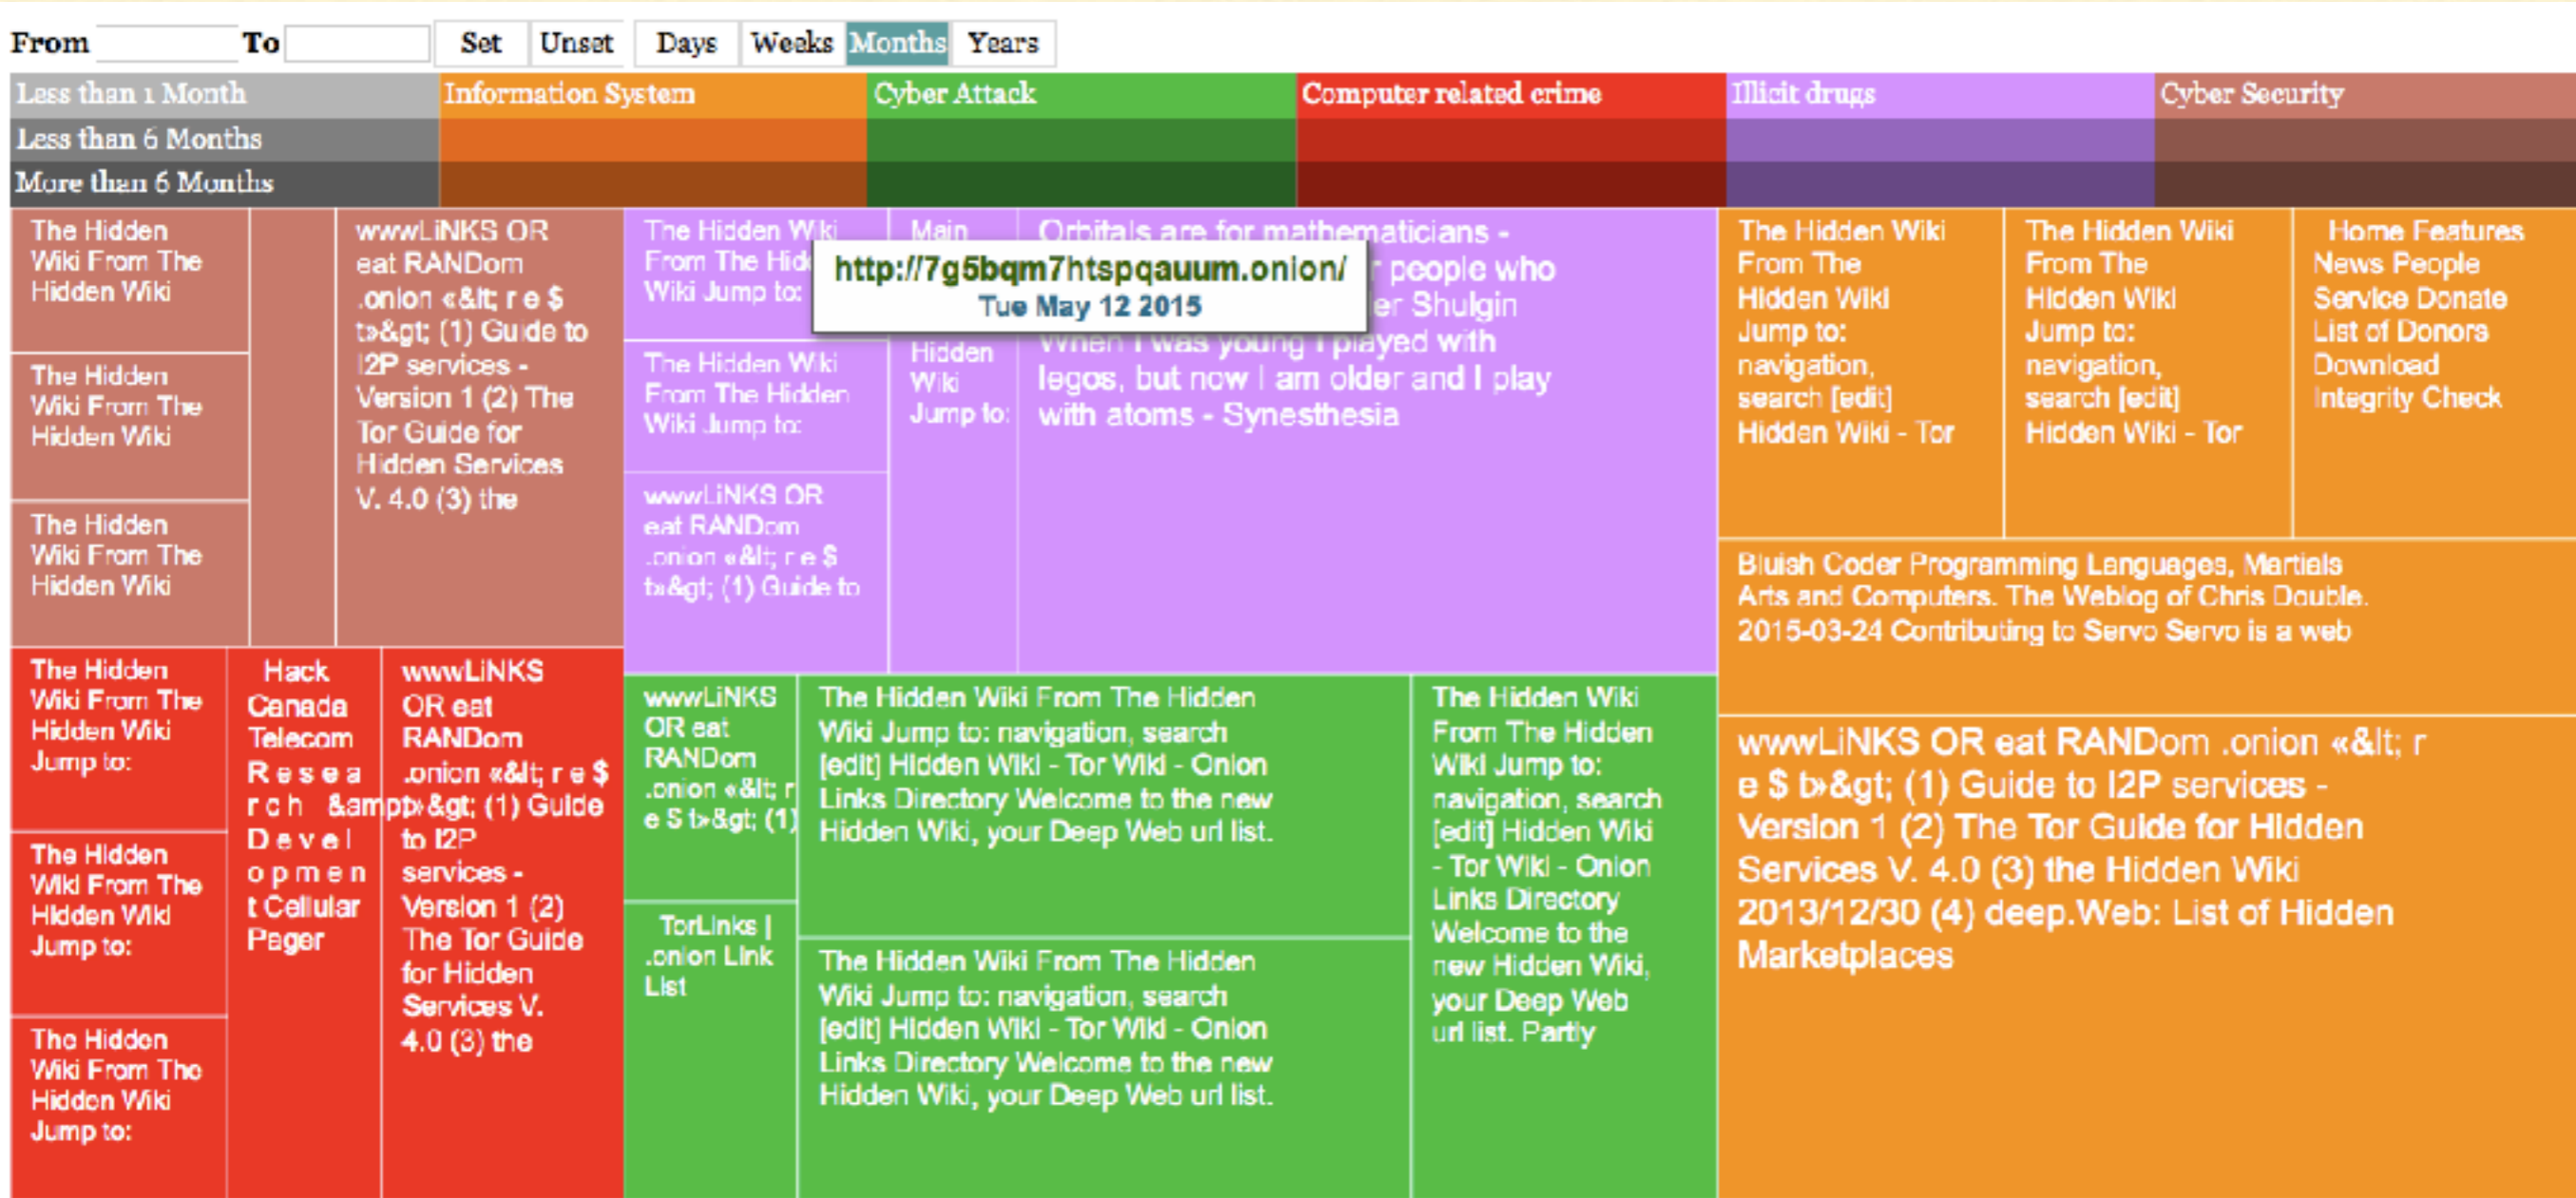 From To Set Unset Days Weeks Months Years
Less than 1 Month Information System Cyber Attack Computer related crime Illicit drugs Cyber Security
Less than 6 Months
More than 6 Months
The Hidden
Wiki From The
Hidden Wiki
The Hidden
Wiki From The
Hidden Wiki
The Hidden
Wiki From The
Hidden Wiki
wwwLiNKS OR
eat RANDom
.onion «&lt; r e $
t»&gt; (1) Guide to
I2P services -
Version 1 (2) The
Tor Guide for
Hidden Services
V. 4.0 (3) the
The Hidden Wiki
From The Hid
Wiki Jump to:
The Hidden Wiki
From The Hidden
Wiki Jump to:
wwwLiNKS OR
eat RANDom
.onion «&lt; r e $
t»&gt; (1) Guide to
Main
Hidden
Wiki
Jump to:
http://7g5bqm7htspqauum.onion/
Tue May 12 2015
Orbitals are for mathematicians -
people who
er Shulgin
When I was young I played with
legos, but now I am older and I play
with atoms - Synesthesia
The Hidden Wiki
From The
Hidden Wiki
Jump to:
navigation,
search [edit]
Hidden Wiki - Tor
The Hidden Wiki
From The
Hidden Wiki
Jump to:
navigation,
search [edit]
Hidden Wiki - Tor
Home Features
News People
Service Donate
List of Donors
Download
Integrity Check
Bluish Coder Programming Languages, Martials
Arts and Computers. The Weblog of Chris Double.
2015-03-24 Contributing to Servo Servo is a web
wwwLiNKS OR eat RANDom .onion «&lt; r
e $ t»&gt; (1) Guide to I2P services -
Version 1 (2) The Tor Guide for Hidden
Services V. 4.0 (3) the Hidden Wiki
2013/12/30 (4) deep.Web: List of Hidden
Marketplaces
The Hidden
Wiki From The
Hidden Wiki
Jump to:
The Hidden
Wiki From The
Hidden Wiki
Jump to:
The Hidden
Wiki From The
Hidden Wiki
Jump to:
Hack
Canada
Telecom
R e s e a
r c h &amp
D e v e l
o p m e n
t Cellular
Pager
wwwLiNKS
OR eat
RANDom
.onion «&lt; r e $
t»&gt; (1) Guide
to I2P
services -
Version 1 (2)
The Tor Guide
for Hidden
Services V.
4.0 (3) the
wwwLiNKS
OR eat
RANDom
.onion «&lt; r
e $ t»&gt; (1)
TorLinks |
.onion Link
List
The Hidden Wiki From The Hidden
Wiki Jump to: navigation, search
[edit] Hidden Wiki - Tor Wiki - Onion
Links Directory Welcome to the new
Hidden Wiki, your Deep Web url list.
The Hidden Wiki From The Hidden
Wiki Jump to: navigation, search
[edit] Hidden Wiki - Tor Wiki - Onion
Links Directory Welcome to the new
Hidden Wiki, your Deep Web url list.
The Hidden Wiki
From The Hidden
Wiki Jump to:
navigation, search
[edit] Hidden Wiki
- Tor Wiki - Onion
Links Directory
Welcome to the
new Hidden Wiki,
your Deep Web
url list. Partly